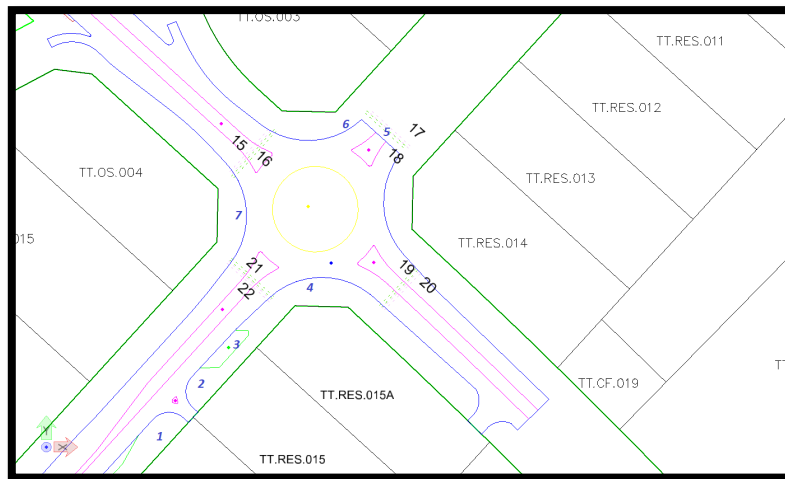 TT.OS.003
TT.RES.011
TT.RES.012
17
6
5
15
16
18
TT.RES.013
TT.OS.004
7
015
TT.RES.014
21
19
22
20
4
3
TT.
2
TT.CF.019
TT.RES.015A
1
Y
X
TT.RES.015